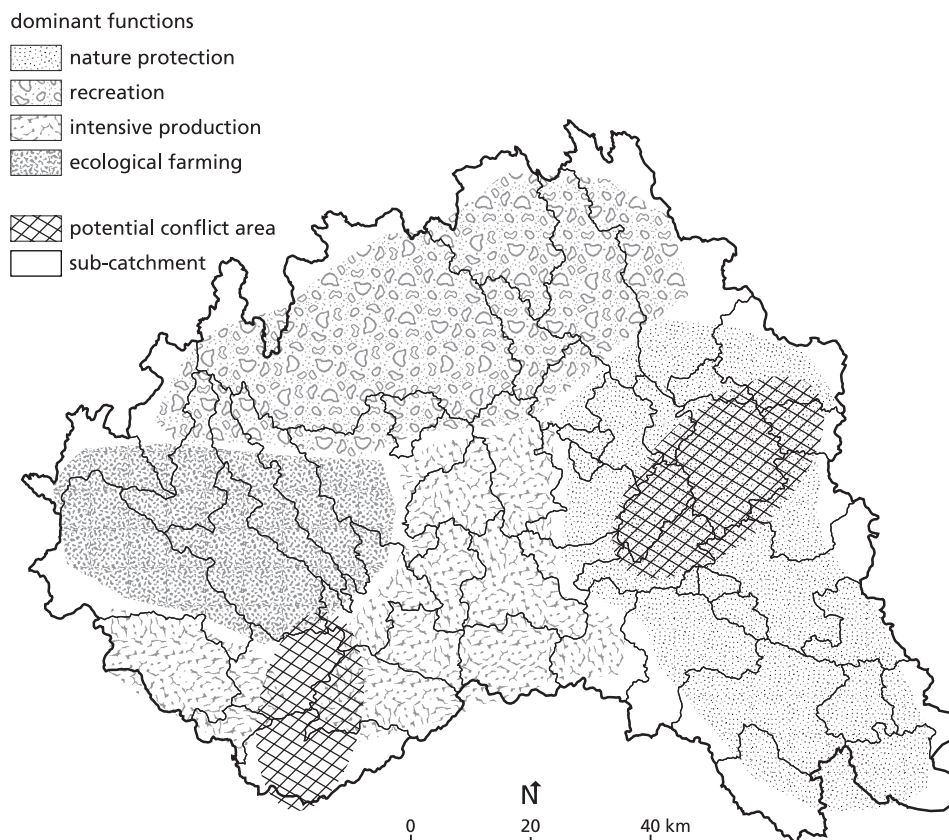 dominant functions
nature protection
recreation
intensive production
ecological farming
potential conflict area
sub-catchment
N
0 20 40 km